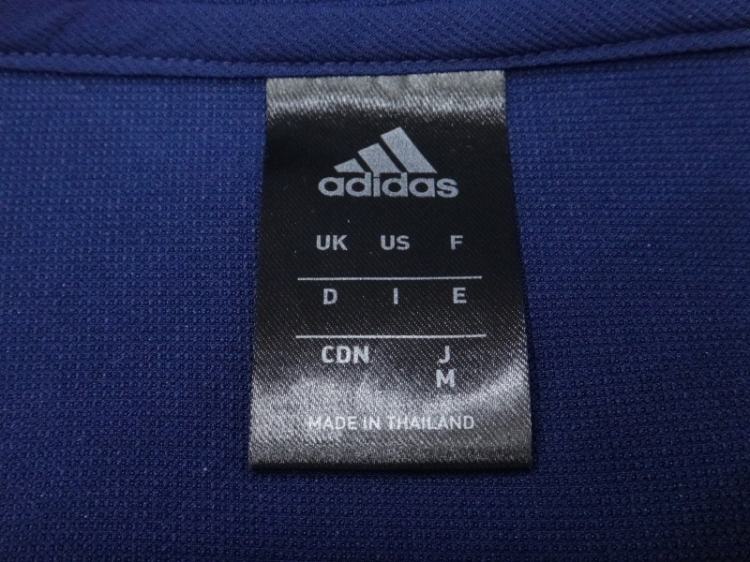 adidas
UK US F
D I E
CDN J
M
MADE IN THAILAND